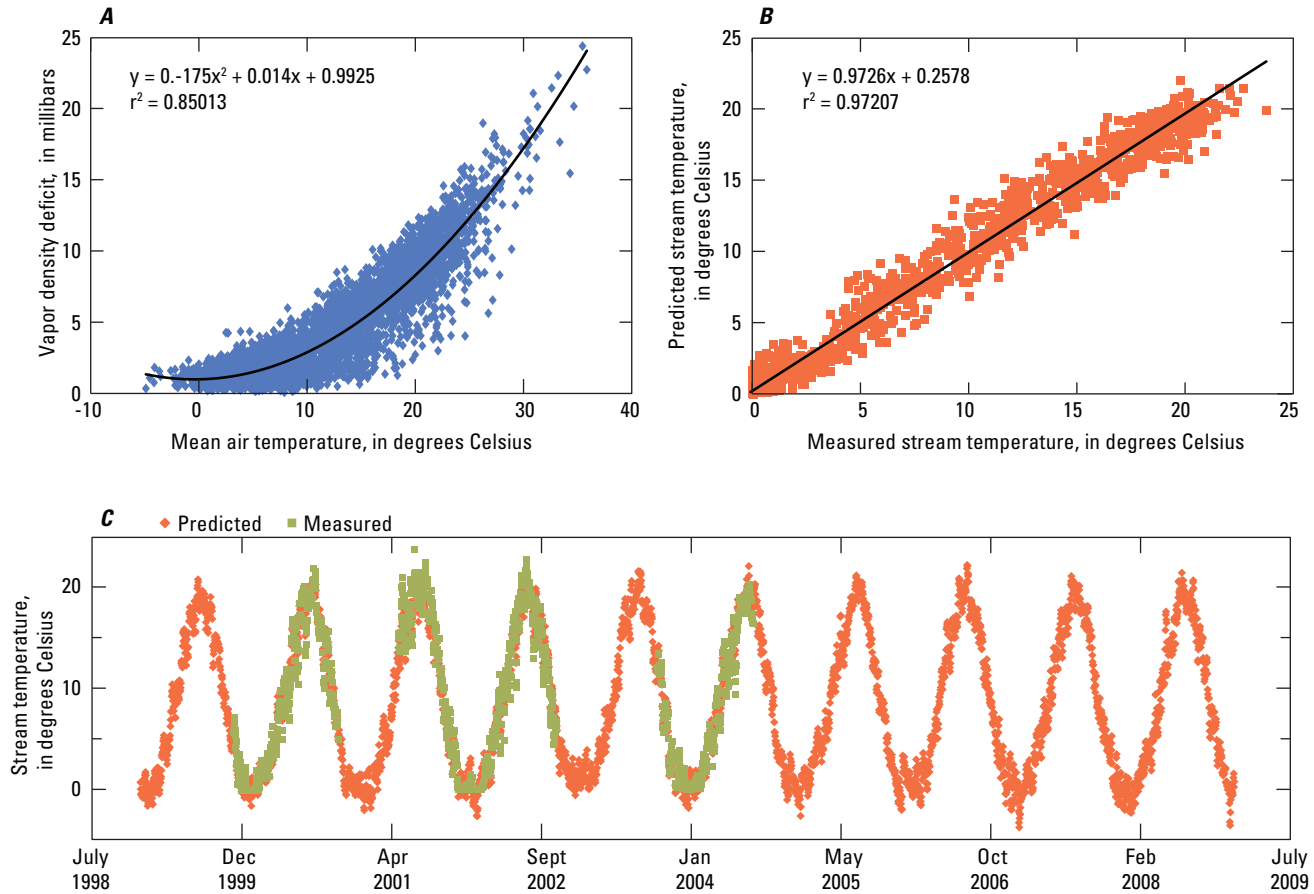 A
25
20
15
10
5
0
-10
0
10
20
30
40
y = 0.-175x² + 0.014x + 0.9925
r² = 0.85013
Vapor density deficit, in millibars
Mean air temperature, in degrees Celsius
B
25
20
15
10
5
0
0
5
10
15
20
25
y = 0.9726x + 0.2578
r² = 0.97207
Predicted stream temperature,
in degrees Celsius
Measured stream temperature, in degrees Celsius
C
Predicted
Measured
20
10
0
Stream temperature,
in degrees Celsius
July
1998
Dec
1999
Apr
2001
Sept
2002
Jan
2004
May
2005
Oct
2006
Feb
2008
July
2009